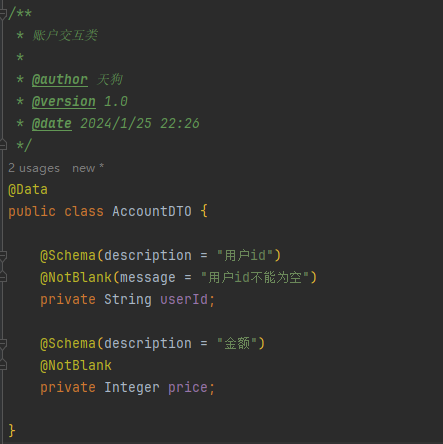 /**
 * 账户交互类
 *
 * @author 天狗
 * @version 1.0
 * @date 2024/1/25 22:26
 */
2 usages   new *
@Data
public class AccountDTO {
    @Schema(description = "用户id")
    @NotBlank(message = "用户id不能为空")
    private String userId;
    @Schema(description = "金额")
    @NotBlank
    private Integer price;
}